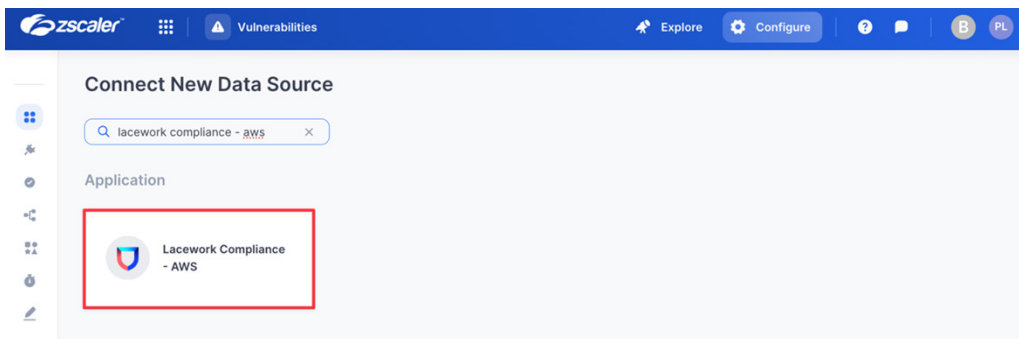 zscaler Vulnerabilities Explore Configure ? B PL
Connect New Data Source
lacework compliance - aws
Application
Lacework Compliance
- AWS